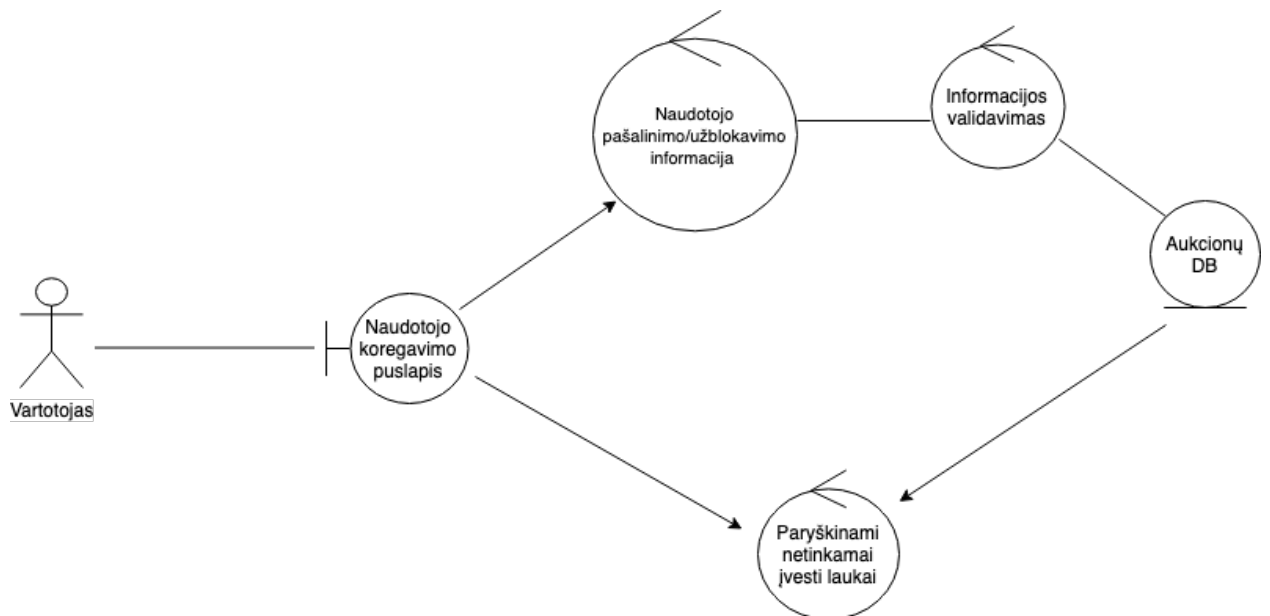 Naudotojo
pašalinimo/užblokavimo
informacija
Informacijos
validavimas
Aukcionų
DB
Naudotojo
koregavimo
puslapis
Vartotojas
Paryškinami
netinkamai
įvesti laukai